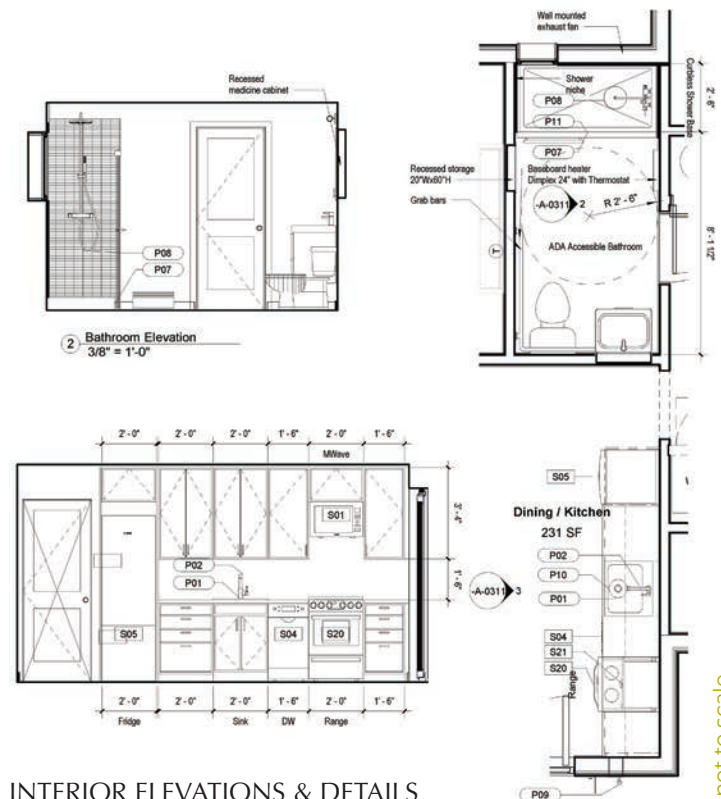 Recessed
medicine cabinet
P08
P07
2 Bathroom Elevation
3/8" = 1'-0"
Wall mounted
exhaust fan
Shower
niche
P08
P11
P07
Curbless Shower Base
2' - 6"
Recessed storage
20"Wx60"H
Grab bars
Baseboard heater
Dimplex 24" with Thermostat
-A-0311 2
R 2' - 6"
ADA Accessible Bathroom
8' - 1 1/2"
T
2' - 0" 2' - 0" 2' - 0" 1' - 6" 2' - 0" 1' - 6"
MWave
S01
P02
P01
S05
S04
S20
3' - 4"
1' - 6"
2' - 0" 2' - 0" 2' - 0" 1' - 6" 2' - 0" 1' - 6"
Fridge Sink DW Range
-A-0311 3
S05
Dining / Kitchen
231 SF
P02
P10
P01
S04
S21
S20
Range
P09
INTERIOR ELEVATIONS & DETAILS
not to scale